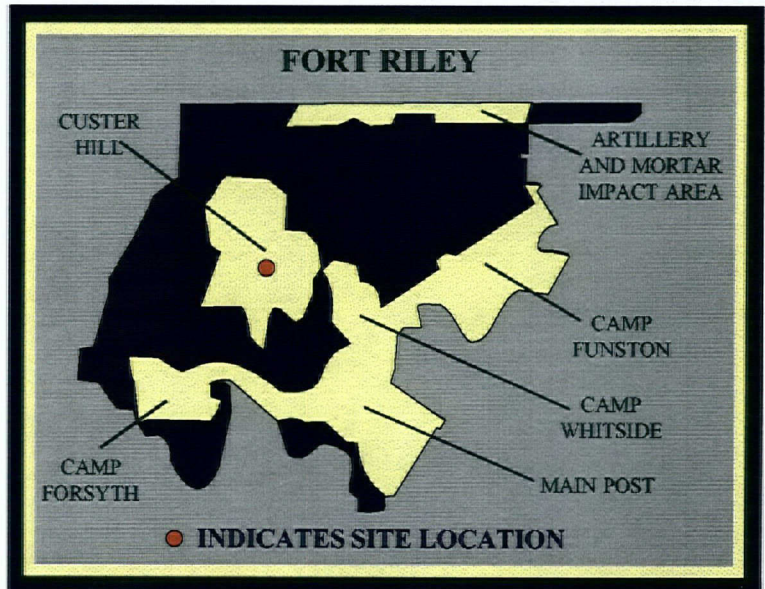 FORT RILEY
CUSTER
HILL
ARTILLERY
AND MORTAR
IMPACT AREA
CAMP
FUNSTON
CAMP
WHITSIDE
MAIN POST
CAMP
FORSYTH
INDICATES SITE LOCATION